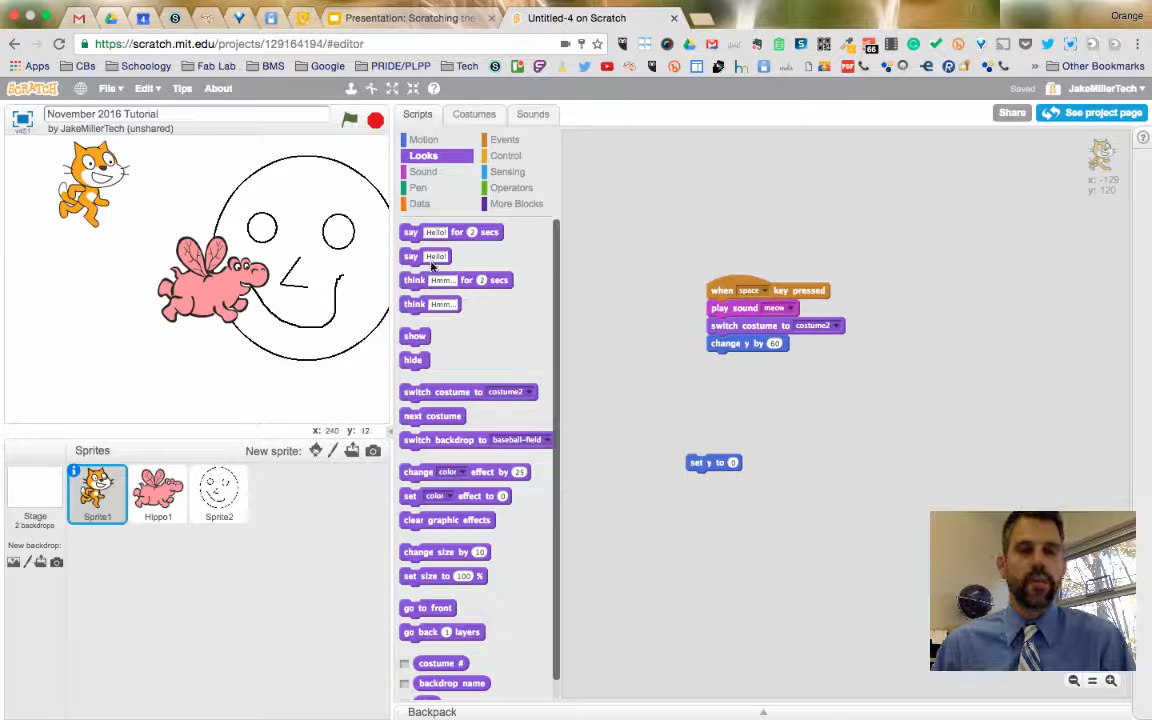 Presentation: Scratching the
Untitled-4 on Scratch
Orange
https://scratch.mit.edu/projects/129164194/#editor
66
Apps
CBs
Schoology
Fab Lab
BMS
Google
PRIDE/PLPP
Tech
Other Bookmarks
SCRATCH
File
Edit
Tips
About
Saved
JakeMillerTech
November 2016 Tutorial
by JakeMillerTech (unshared)
v451
Scripts
Costumes
Sounds
Share
See project page
Motion
Looks
Sound
Pen
Data
Events
Control
Sensing
Operators
More Blocks
x: -129
y: 120
say Hello! for 2 secs
say Hello!
think Hmm... for 2 secs
think Hmm...
show
hide
switch costume to costume2
next costume
switch backdrop to baseball-field
change color effect by 25
set color effect to 0
clear graphic effects
change size by 10
set size to 100 %
go to front
go back 1 layers
costume #
backdrop name
when space key pressed
play sound meow
switch costume to costume2
change y by 60
set y to 0
x: 240 y: 12
Sprites
New sprite:
Stage
2 backdrops
New backdrop:
Sprite1
Hippo1
Sprite2
Backpack